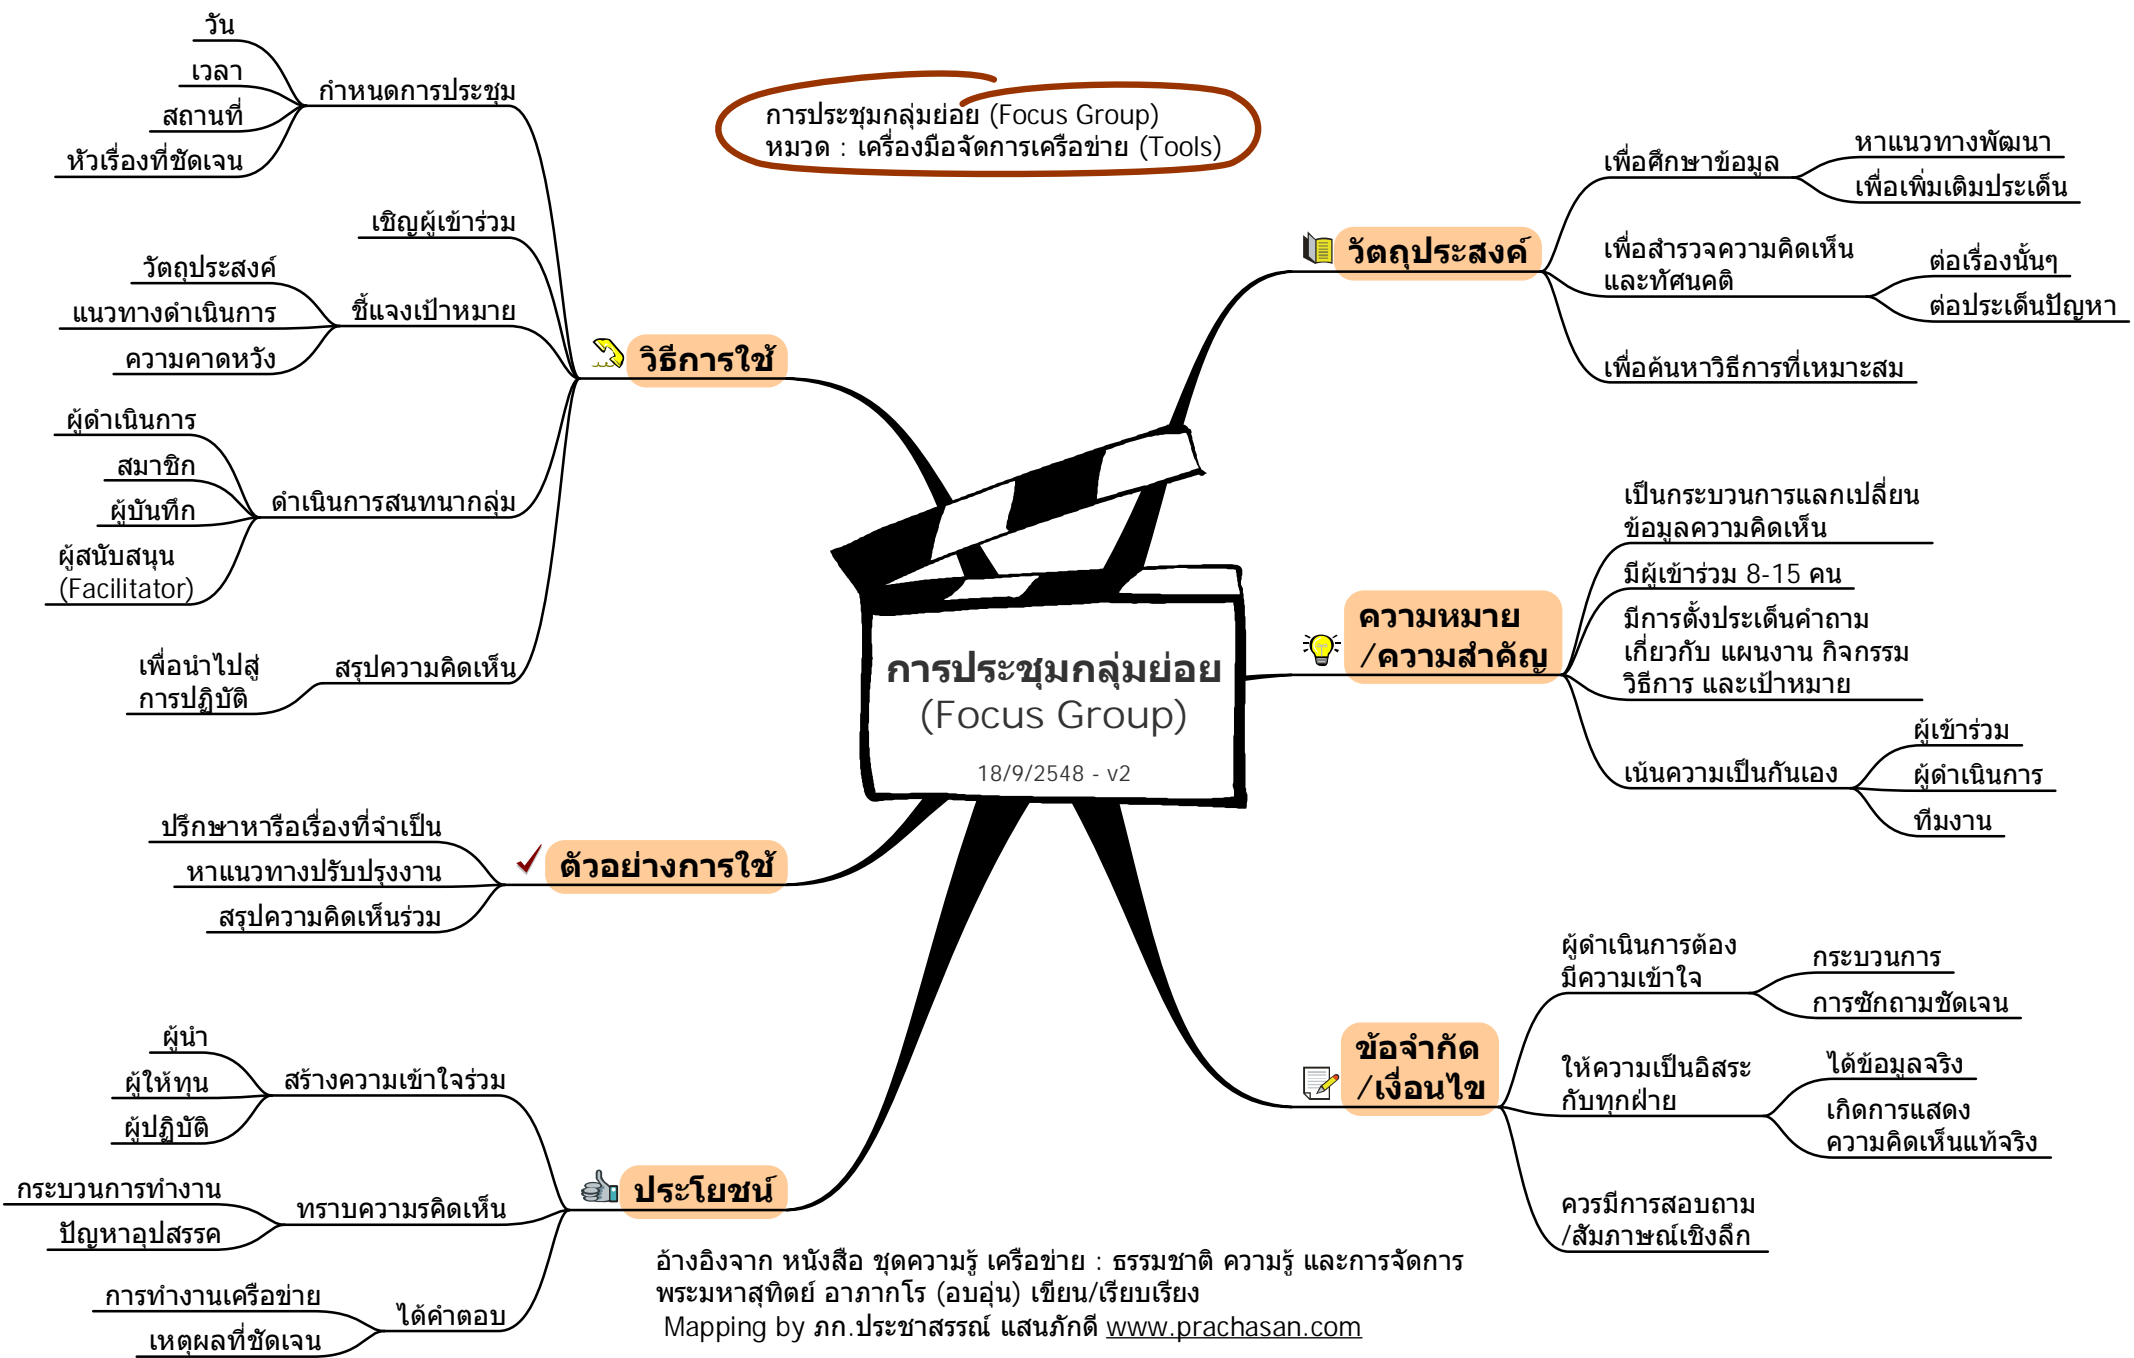 การประชุมกลุ่มย่อย (Focus Group)
หมวด : เครื่องมือจัดการเครือข่าย (Tools)
การประชุมกลุ่มย่อย
(Focus Group)
18/9/2548 - v2
วัตถุประสงค์
เพื่อศึกษาข้อมูล
หาแนวทางพัฒนา
เพื่อเพิ่มเติมประเด็น
เพื่อสำรวจความคิดเห็น
และทัศนคติ
ต่อเรื่องนั้นๆ
ต่อประเด็นปัญหา
เพื่อค้นหาวิธีการที่เหมาะสม
ความหมาย
/ความสำคัญ
เป็นกระบวนการแลกเปลี่ยน
ข้อมูลความคิดเห็น
มีผู้เข้าร่วม 8-15 คน
มีการตั้งประเด็นคำถาม
เกี่ยวกับ แผนงาน กิจกรรม
วิธีการ และเป้าหมาย
เน้นความเป็นกันเอง
ผู้เข้าร่วม
ผู้ดำเนินการ
ทีมงาน
ข้อจำกัด
/เงื่อนไข
ผู้ดำเนินการต้อง
มีความเข้าใจ
กระบวนการ
การซักถามชัดเจน
ให้ความเป็นอิสระ
กับทุกฝ่าย
ได้ข้อมูลจริง
เกิดการแสดง
ความคิดเห็นแท้จริง
ควรมีการสอบถาม
/สัมภาษณ์เชิงลึก
วิธีการใช้
กำหนดการประชุม
วัน
เวลา
สถานที่
หัวเรื่องที่ชัดเจน
เชิญผู้เข้าร่วม
ชี้แจงเป้าหมาย
วัตถุประสงค์
แนวทางดำเนินการ
ความคาดหวัง
ดำเนินการสนทนากลุ่ม
ผู้ดำเนินการ
สมาชิก
ผู้บันทึก
ผู้สนับสนุน
(Facilitator)
สรุปความคิดเห็น
เพื่อนำไปสู่
การปฏิบัติ
ตัวอย่างการใช้
ปรึกษาหารือเรื่องที่จำเป็น
หาแนวทางปรับปรุงงาน
สรุปความคิดเห็นร่วม
ประโยชน์
สร้างความเข้าใจร่วม
ผู้นำ
ผู้ให้ทุน
ผู้ปฏิบัติ
ทราบความรคิดเห็น
กระบวนการทำงาน
ปัญหาอุปสรรค
ได้คำตอบ
การทำงานเครือข่าย
เหตุผลที่ชัดเจน
อ้างอิงจาก หนังสือ ชุดความรู้ เครือข่าย : ธรรมชาติ ความรู้ และการจัดการ
พระมหาสุทิตย์ อาภากโร (อบอุ่น) เขียน/เรียบเรียง
Mapping by ภก.ประชาสรรณ์ แสนภักดี www.prachasan.com